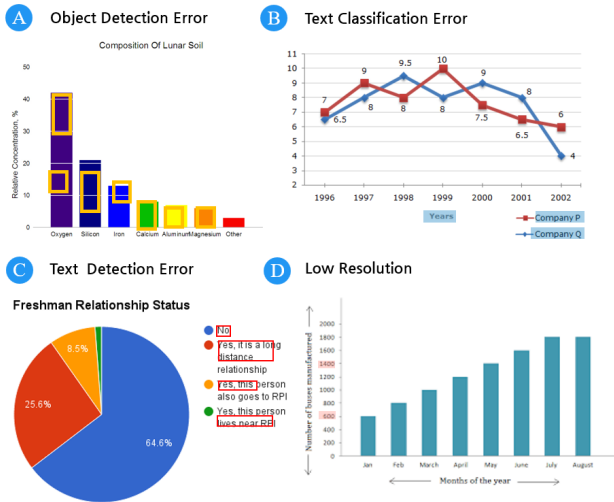 A Object Detection Error
Composition Of Lunar Soil
Relative Concentration, %
50
40
30
20
10
0
Oxygen Silicon Iron Calcium Aluminum Magnesium Other
B Text Classification Error
11
10
9
8
7
6
5
4
3
2
7 9 8 10 7.5 6.5 6
6.5 8 9.5 8 9 8 4
1996 1997 1998 1999 2000 2001 2002
Years
Company P
Company Q
C Text Detection Error
Freshman Relationship Status
No
Yes, it is a long
distance
relationship
Yes, this person
also goes to RPI
Yes, this person
lives near RPI
8.5%
25.6%
64.6%
D Low Resolution
Number of buses manufactured
2000
1800
1600
1400
1200
1000
800
600
400
200
0
Jan Feb March April May June July August
Months of the year